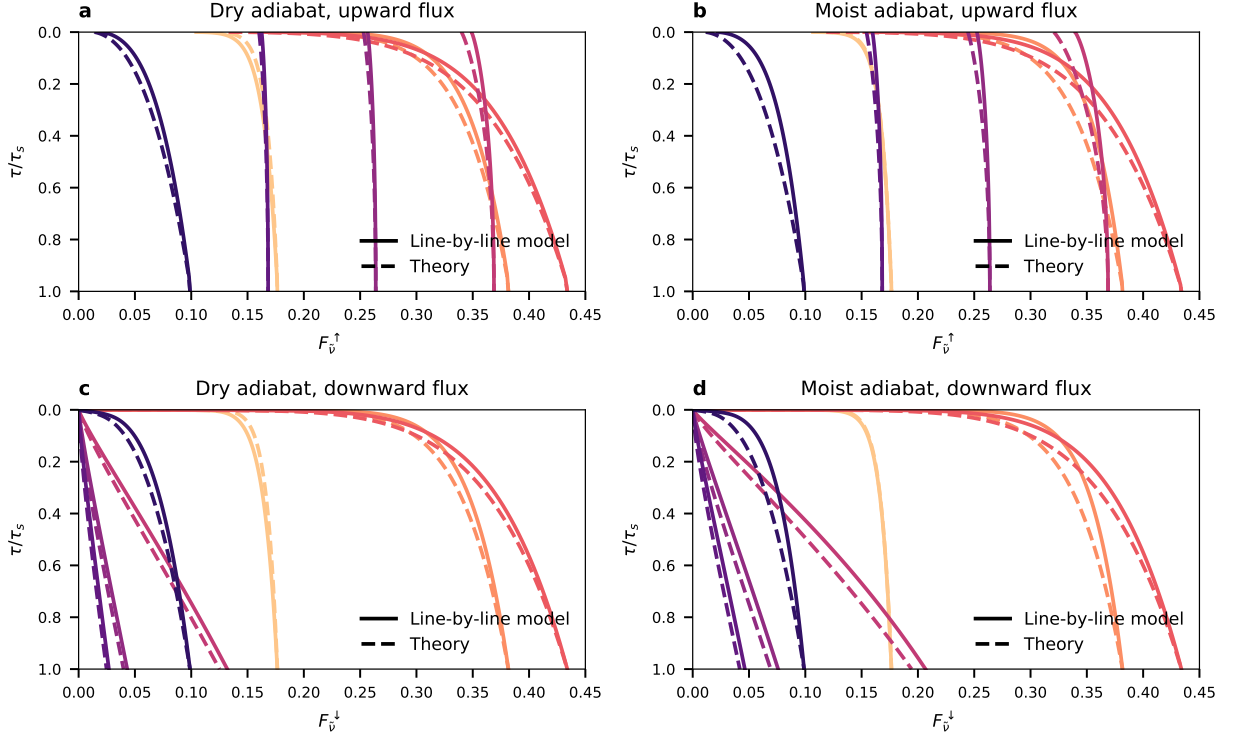 a Dry adiabat, upward flux
0.0
0.2
0.4
0.6
0.8
1.0
τ/τs
Line-by-line model
Theory
0.00 0.05 0.10 0.15 0.20 0.25 0.30 0.35 0.40 0.45
Fν̃↑
b Moist adiabat, upward flux
0.0
0.2
0.4
0.6
0.8
1.0
τ/τs
Line-by-line model
Theory
0.00 0.05 0.10 0.15 0.20 0.25 0.30 0.35 0.40 0.45
Fν̃↑
c Dry adiabat, downward flux
0.0
0.2
0.4
0.6
0.8
1.0
τ/τs
Line-by-line model
Theory
0.00 0.05 0.10 0.15 0.20 0.25 0.30 0.35 0.40 0.45
Fν̃↓
d Moist adiabat, downward flux
0.0
0.2
0.4
0.6
0.8
1.0
τ/τs
Line-by-line model
Theory
0.00 0.05 0.10 0.15 0.20 0.25 0.30 0.35 0.40 0.45
Fν̃↓